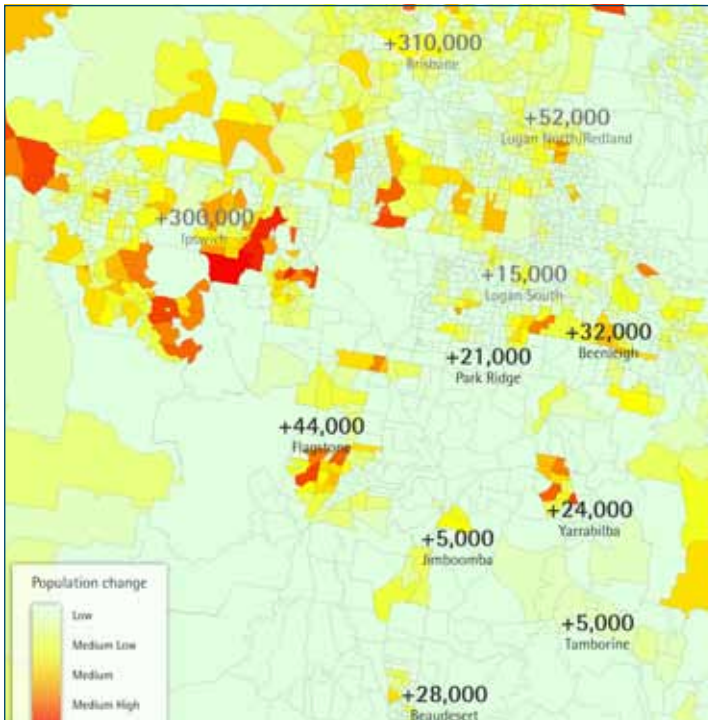 +310,000
Brisbane
+52,000
Logan North/Redland
+300,000
Ipswich
+15,000
Logan South
+32,000
Beenleigh
+21,000
Park Ridge
+44,000
Flagstone
+24,000
Yarrabilba
+5,000
Jimboomba
+5,000
Tamborine
+28,000
Beaudesert
Population change
Low
Medium Low
Medium
Medium High